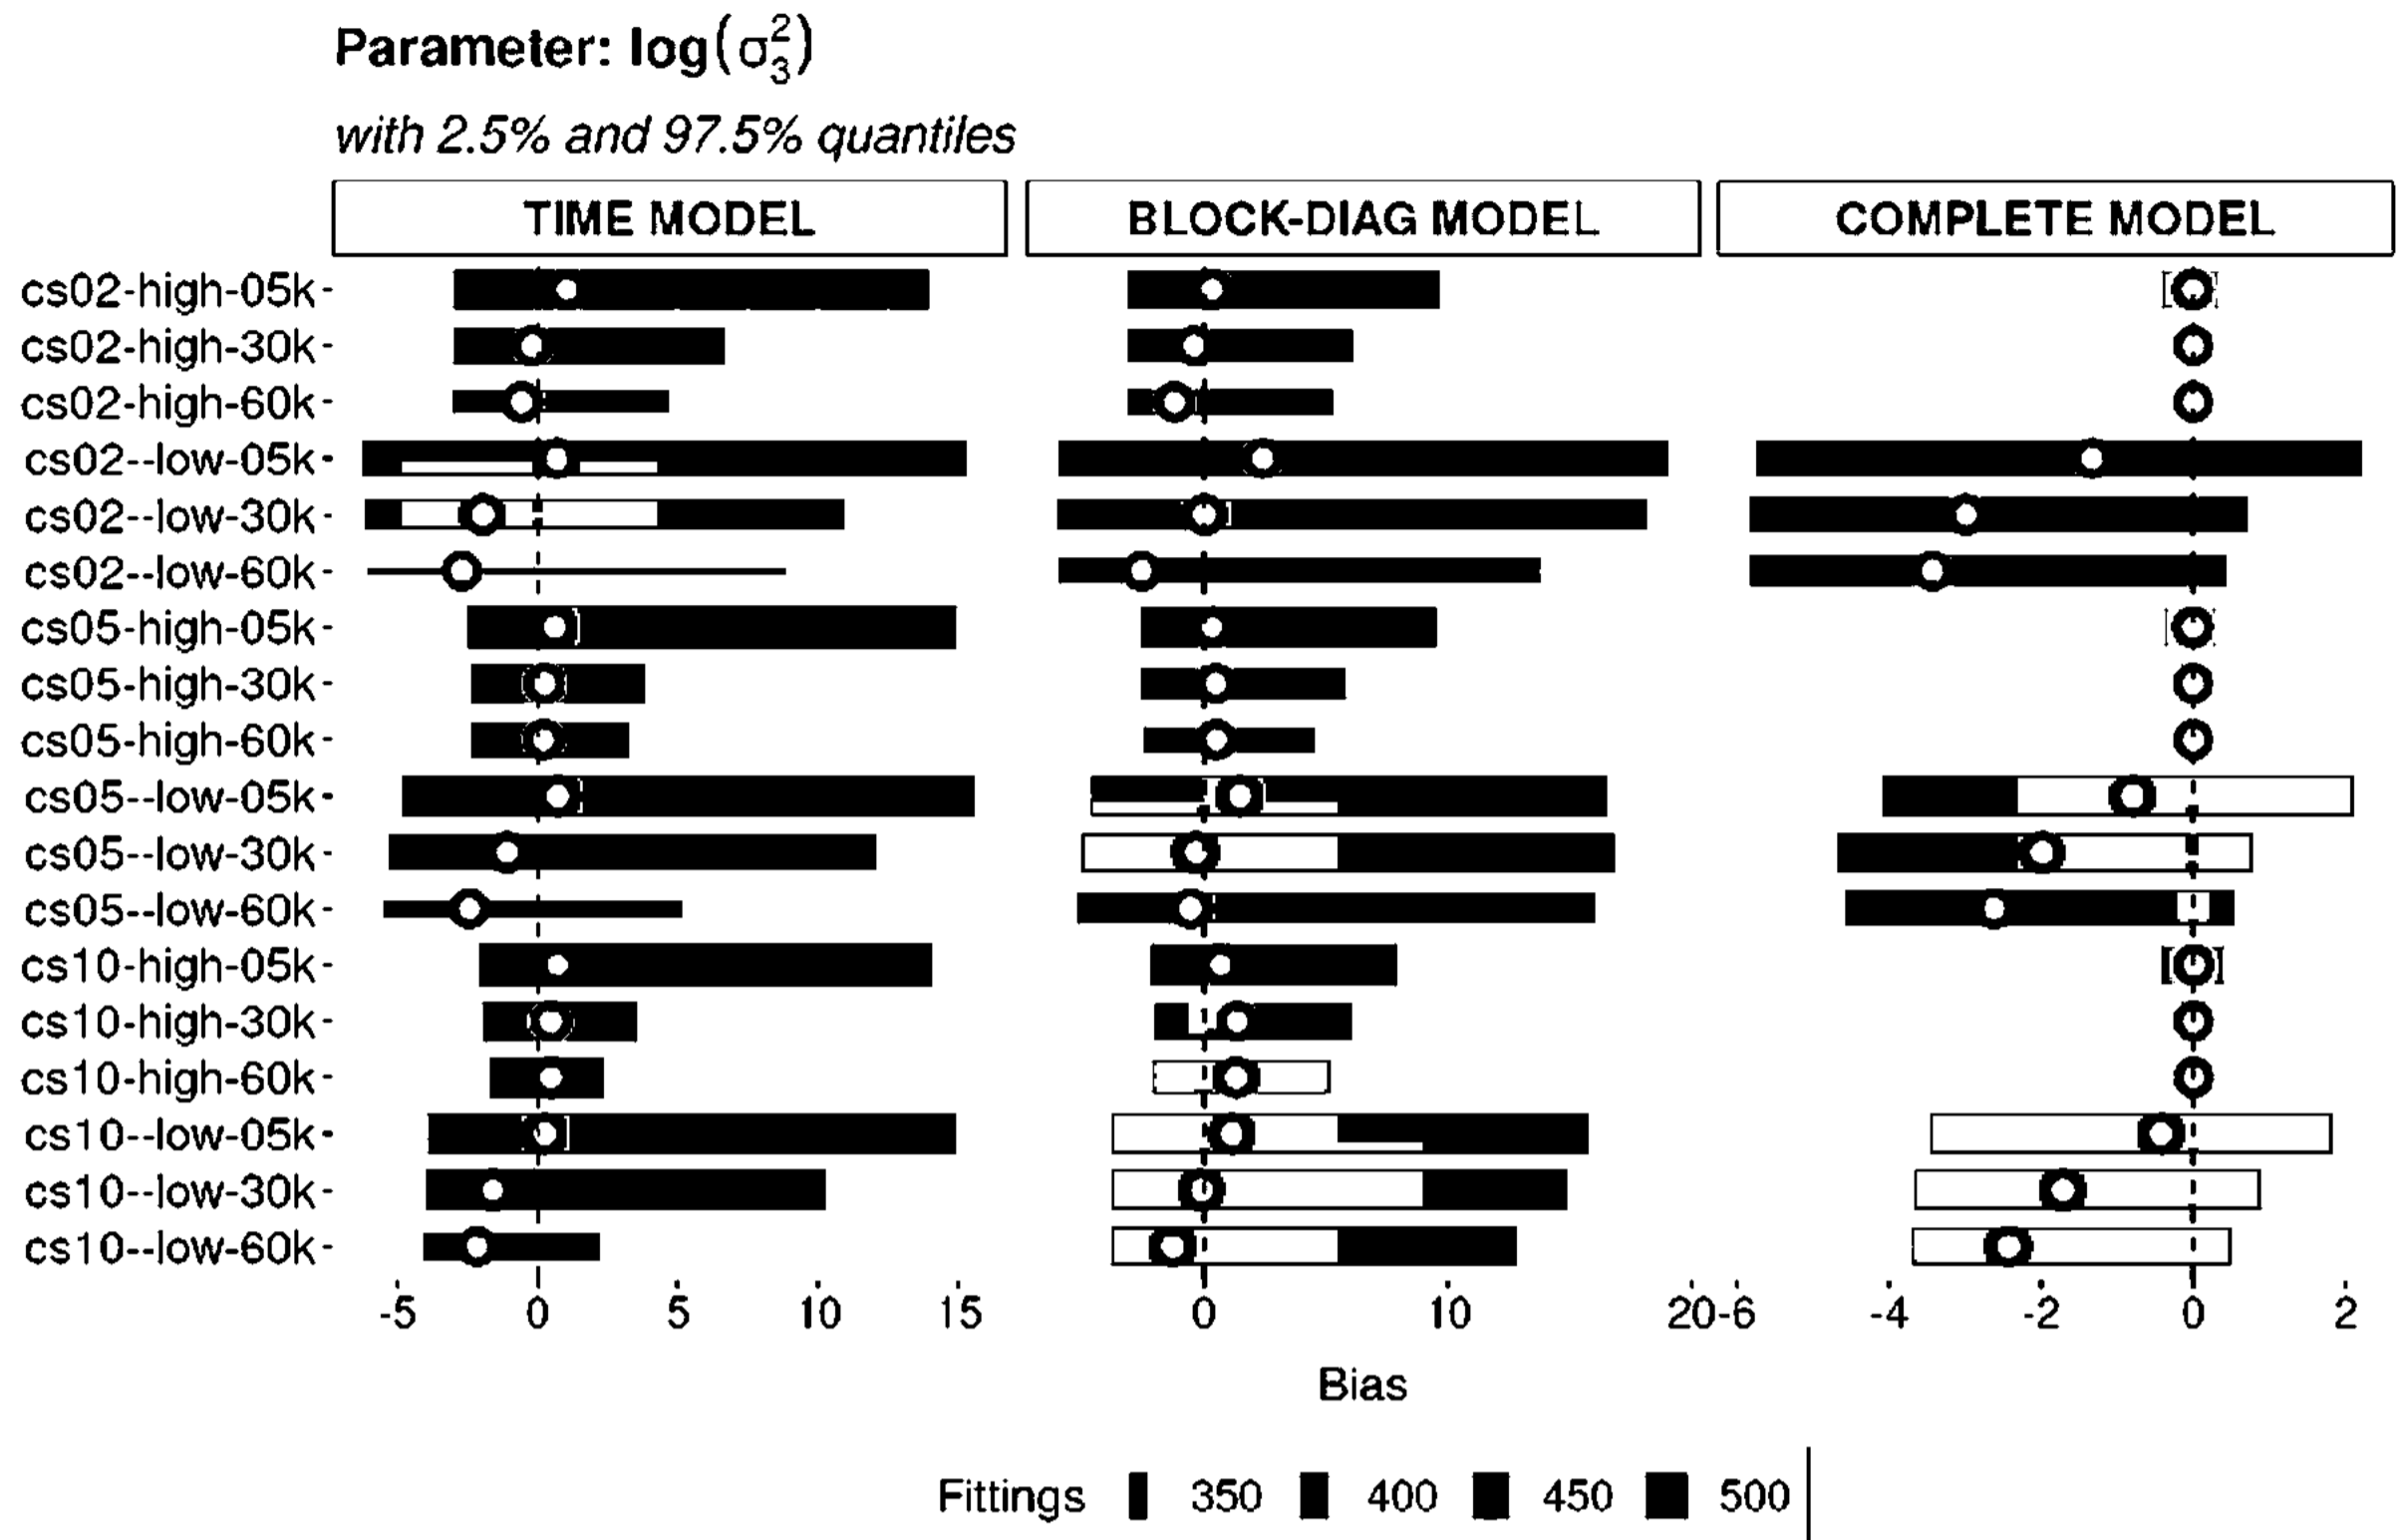 Parameter: log(σ₃²)
with 2.5% and 97.5% quantiles
TIME MODEL BLOCK-DIAG MODEL COMPLETE MODEL
cs02-high-05k
cs02-high-30k
cs02-high-60k
cs02--low-05k
cs02--low-30k
cs02--low-60k
cs05-high-05k
cs05-high-30k
cs05-high-60k
cs05--low-05k
cs05--low-30k
cs05--low-60k
cs10-high-05k
cs10-high-30k
cs10-high-60k
cs10--low-05k
cs10--low-30k
cs10--low-60k
-5 0 5 10 15 0 10 20 -6 -4 -2 0 2
Bias
Fittings 350 400 450 500